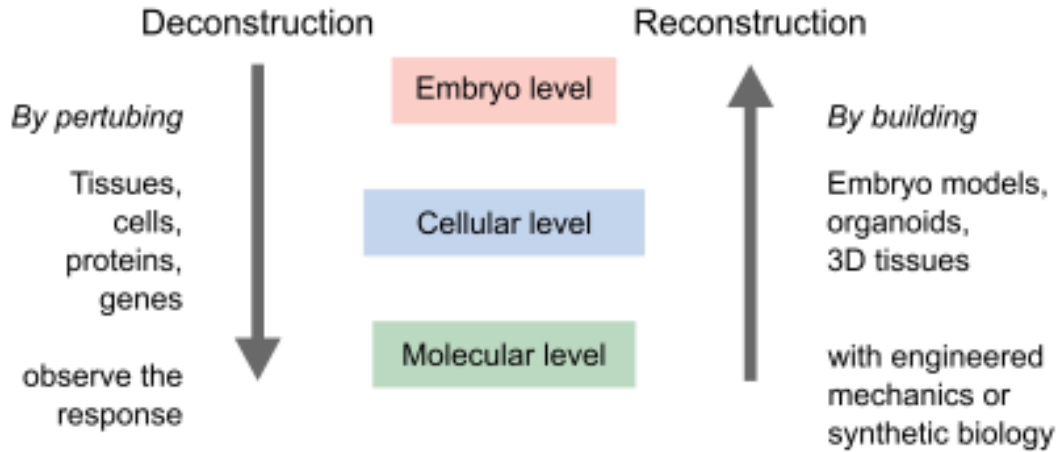 Deconstruction
By pertubing
Tissues,
cells,
proteins,
genes
observe the
response
Embryo level
Cellular level
Molecular level
Reconstruction
By building
Embryo models,
organoids,
3D tissues
with engineered
mechanics or
synthetic biology